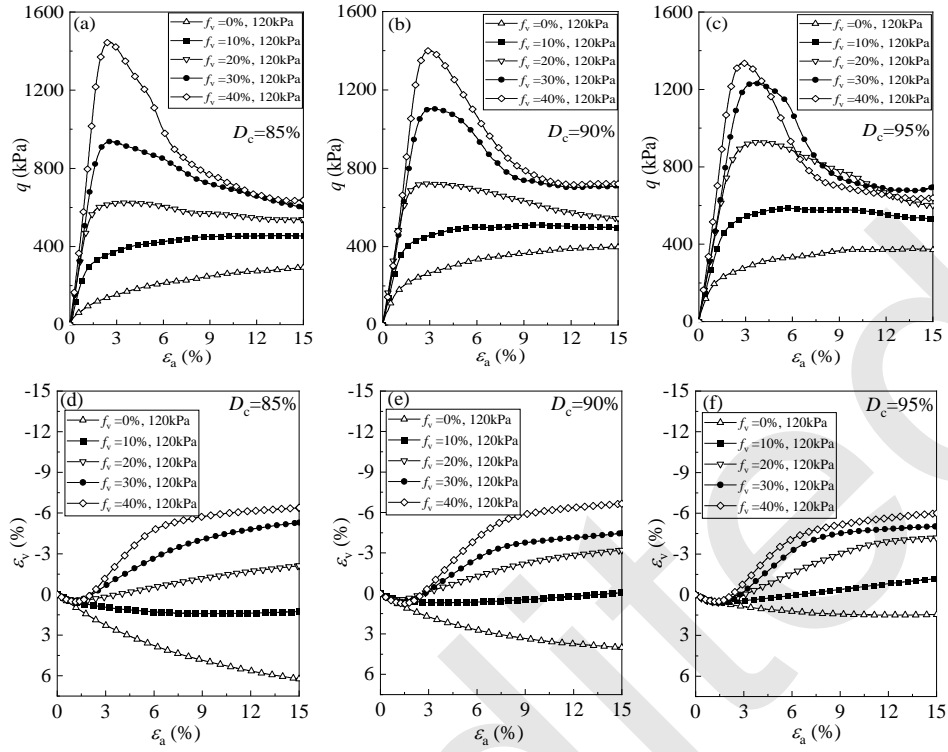 (a)
f_v=0%, 120kPa
f_v=10%, 120kPa
f_v=20%, 120kPa
f_v=30%, 120kPa
f_v=40%, 120kPa
D_c=85%
q (kPa)
1600
1200
800
400
0
0 3 6 9 12 15
ε_a (%)
(b)
f_v=0%, 120kPa
f_v=10%, 120kPa
f_v=20%, 120kPa
f_v=30%, 120kPa
f_v=40%, 120kPa
D_c=90%
q (kPa)
1600
1200
800
400
0
0 3 6 9 12 15
ε_a (%)
(c)
f_v=0%, 120kPa
f_v=10%, 120kPa
f_v=20%, 120kPa
f_v=30%, 120kPa
f_v=40%, 120kPa
D_c=95%
q (kPa)
1600
1200
800
400
0
0 3 6 9 12 15
ε_a (%)
(d)
D_c=85%
f_v=0%, 120kPa
f_v=10%, 120kPa
f_v=20%, 120kPa
f_v=30%, 120kPa
f_v=40%, 120kPa
ε_v (%)
-15
-12
-9
-6
-3
0
3
6
0 3 6 9 12 15
ε_a (%)
(e)
D_c=90%
f_v=0%, 120kPa
f_v=10%, 120kPa
f_v=20%, 120kPa
f_v=30%, 120kPa
f_v=40%, 120kPa
ε_v (%)
-15
-12
-9
-6
-3
0
3
6
0 3 6 9 12 15
ε_a (%)
(f)
D_c=95%
f_v=0%, 120kPa
f_v=10%, 120kPa
f_v=20%, 120kPa
f_v=30%, 120kPa
f_v=40%, 120kPa
ε_v (%)
-15
-12
-9
-6
-3
0
3
6
0 3 6 9 12 15
ε_a (%)